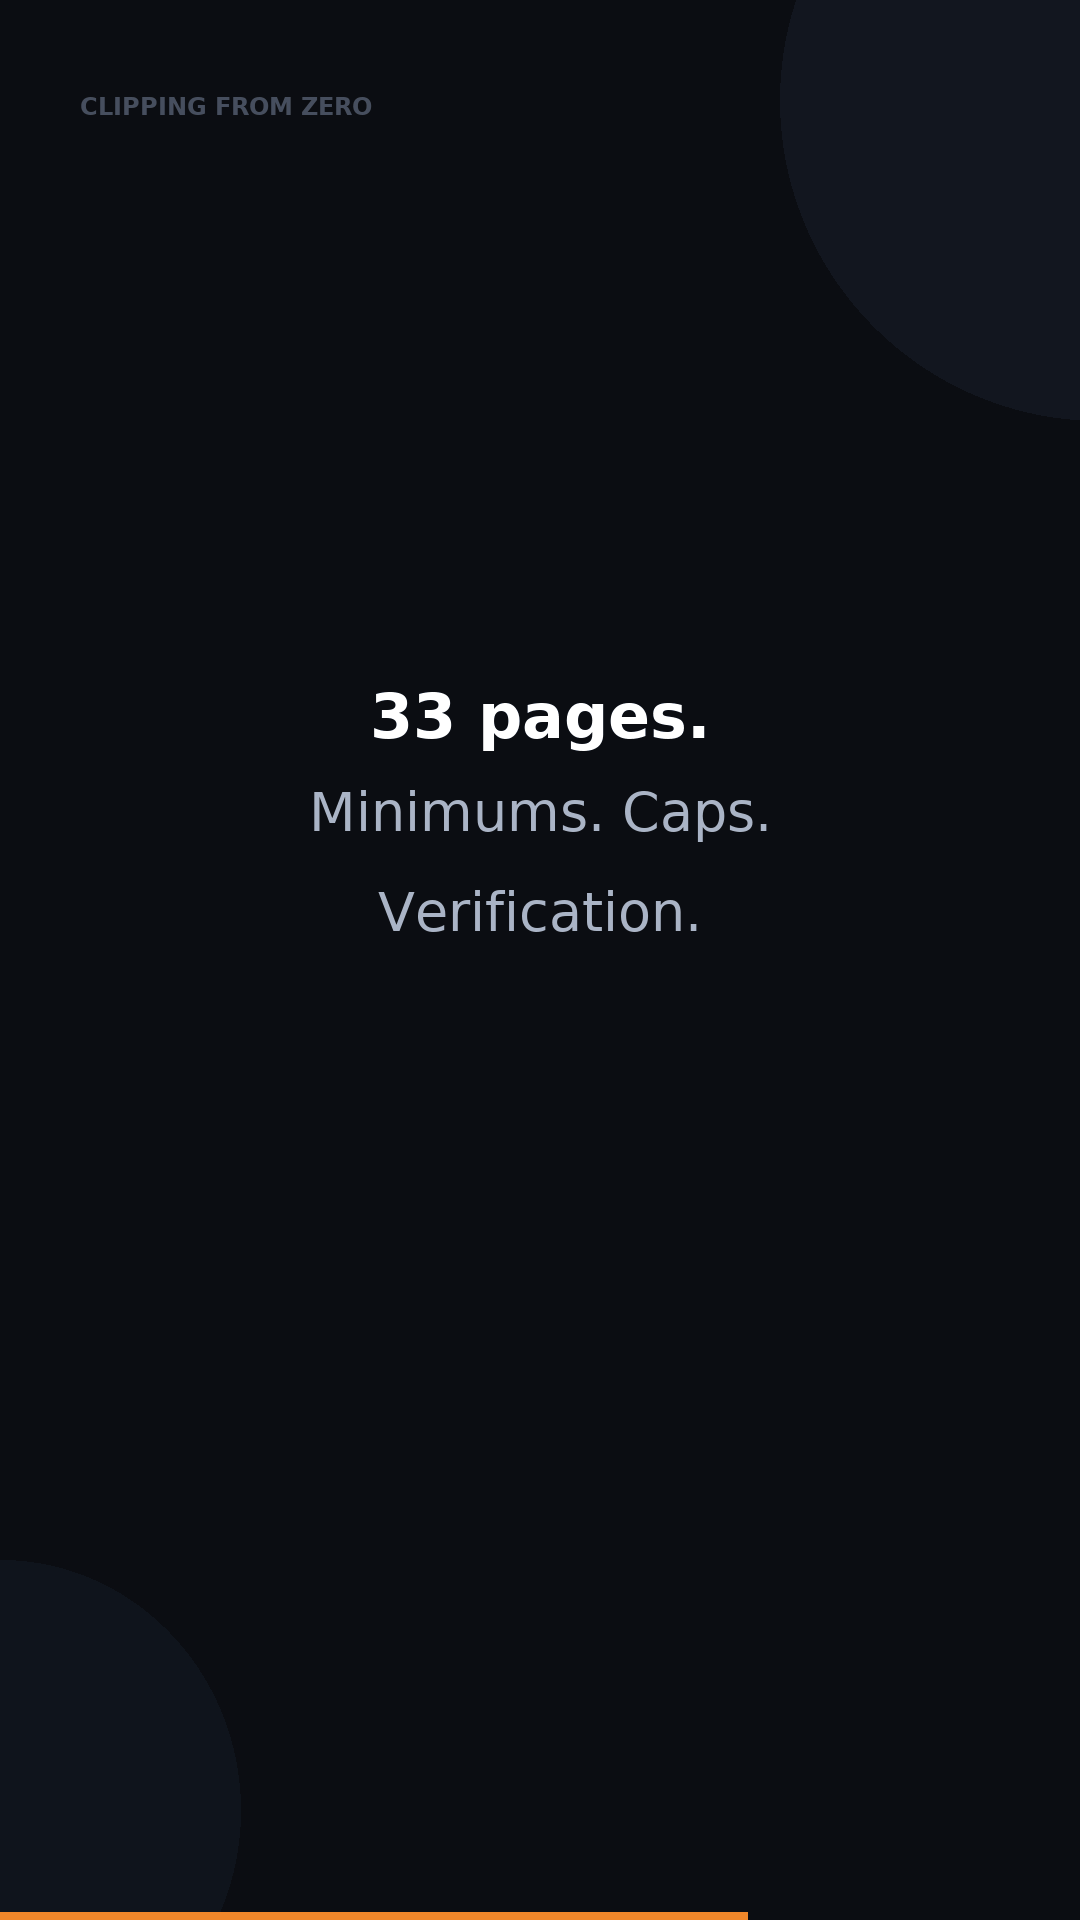 CLIPPING FROM ZERO
33 pages.
Minimums. Caps.
Verification.